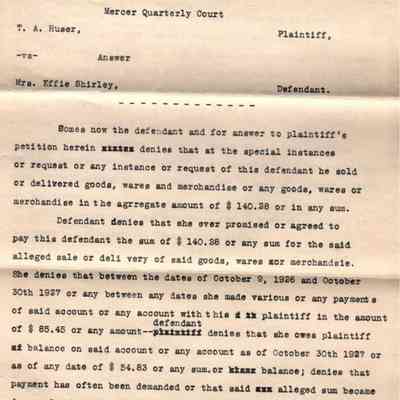 Mercer Quarterly Court
T. A. Huser, Plaintiff,
-vs- Answer
Mrs. Effie Shirley, Defendant.
- - - - - - - - - - - - -
Somes now the defendant and for answer to plaintiff's
petition herein denies that at the special instances
or request or any instance or request of this defendant he sold
or delivered goods, wares and merchandise or any goods, wares or
merchandise in the agrregate amount of $ 140.28 or in any sum.
Defendant denies that she ever promised or agreed to
pay this defendant the sum of $ 140.28 or any sum for the said
alleged sale or deli very of said goods, wares xor merchandsie.
She denies that between the dates of October 9, 1926 and October
30th 1927 or any between any dates she made various or any payments
of said account or any account with this plaintiff in the amount
defendant
of $ 85.45 or any amount--plaintiff denies that she owes plaintiff
balance on said account or any account as of October 30th 1927 or
as of any date of $ 54.83 or any sum.or balance; denies that
payment has often been demanded or that said xxx alleged sum became